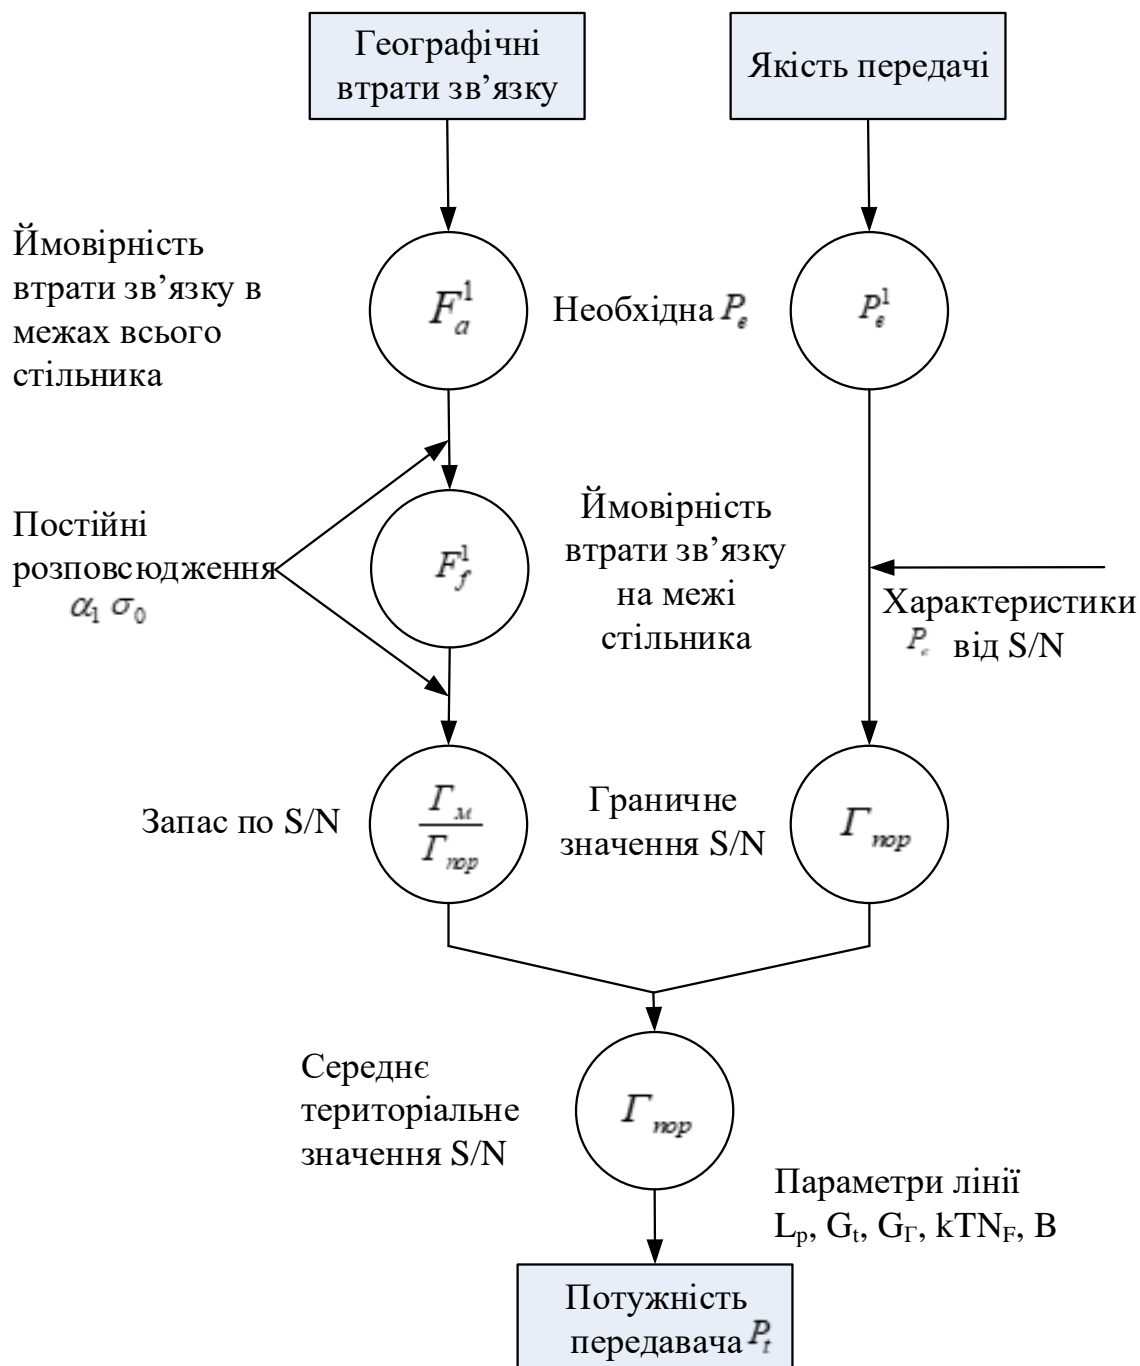 Географічні
втрати зв’язку
Якість передачі
Ймовірність
втрати зв’язку в
межах всього
стільника
F_a^1
Необхідна P_e
P_e^1
Постійні
розповсюдження
α_1 σ_0
F_f^1
Ймовірність
втрати зв’язку
на межі
стільника
Характеристики
P_e від S/N
Запас по S/N
Γ_м
Γ_пор
Граничне
значення S/N
Γ_пор
Середнє
територіальне
значення S/N
Γ_пор
Параметри лінії
L_p, G_t, G_Г, kTN_F, B
Потужність
передавача P_t